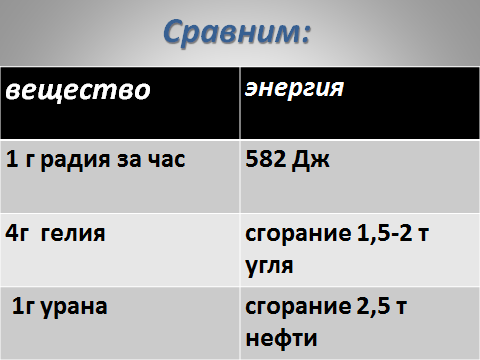 Сравним:
вещество
энергия
1 г радия за час
582 Дж
4г  гелия
сгорание 1,5-2 т
угля
1г урана
сгорание 2,5 т
нефти